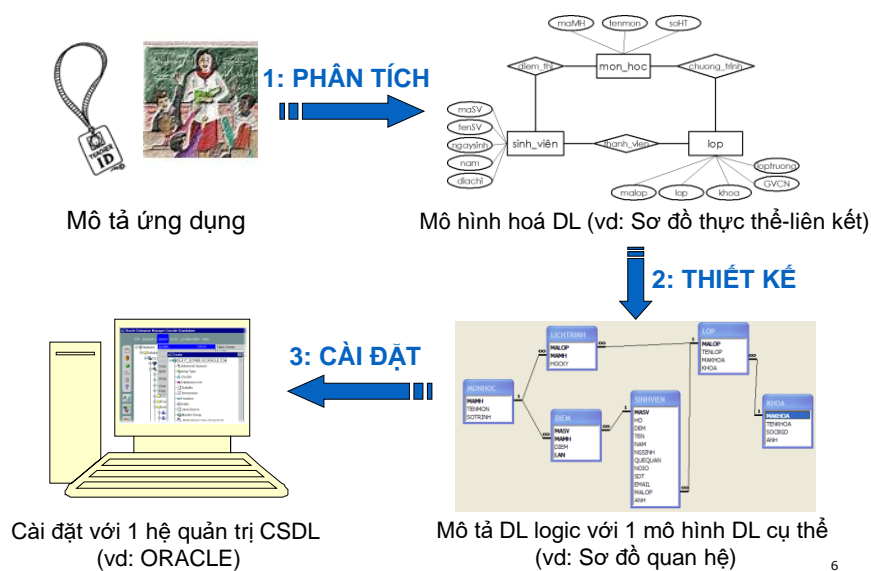 TEACHER
ID
1: PHÂN TÍCH
maMH
tenmon
soHT
diem_thi
mon_hoc
chuong_trinh
maSV
tenSV
ngaysinh
nam
diachi
sinh_viên
thanh_vien
lop
loptruong
GVCN
malop
lop
khoa
Mô tả ứng dụng
Mô hình hoá DL (vd: Sơ đồ thực thể-liên kết)
2: THIẾT KẾ
3: CÀI ĐẶT
LICHTRINH
MALOP
MAMH
HOCKY
LOP
MALOP
TENLOP
MAKHOA
KHOA
MONHOC
MAMH
TENMON
SOTRINH
DIEM
MASV
MAMH
DIEM
LAN
SINHVIEN
MASV
HO
DEM
TEN
NAM
NGSINH
QUEQUAN
NOIO
SDT
EMAIL
MALOP
ANH
KHOA
MAKHOA
TENKHOA
SOCBGD
ANH
Cài đặt với 1 hệ quản trị CSDL
(vd: ORACLE)
Mô tả DL logic với 1 mô hình DL cụ thể
(vd: Sơ đồ quan hệ)
6